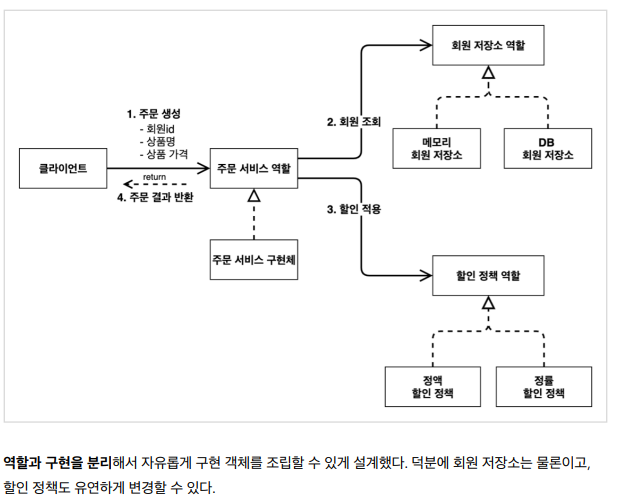 회원 저장소 역할
1. 주문 생성
- 회원id
- 상품명
- 상품 가격
2. 회원 조회
메모리
회원 저장소
DB
회원 저장소
클라이언트
주문 서비스 역할
return
4. 주문 결과 반환
3. 할인 적용
주문 서비스 구현체
할인 정책 역할
정액
할인 정책
정률
할인 정책
역할과 구현을 분리해서 자유롭게 구현 객체를 조립할 수 있게 설계했다. 덕분에 회원 저장소는 물론이고,
할인 정책도 유연하게 변경할 수 있다.